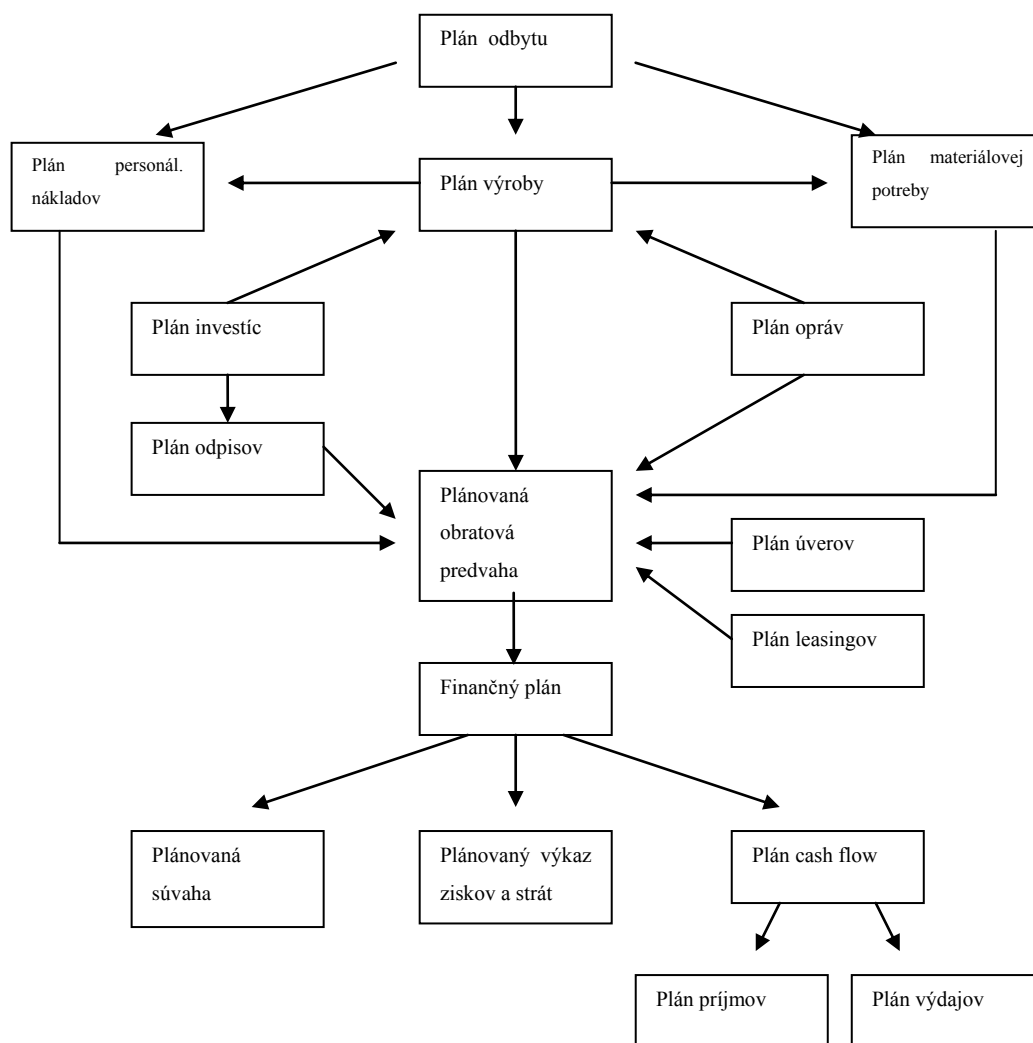 Plán odbytu
Plán personál.
nákladov
Plán výroby
Plán materiálovej
potreby
Plán investíc
Plán opráv
Plán odpisov
Plánovaná
obratová
predvaha
Plán úverov
Plán leasingov
Finančný plán
Plánovaná
súvaha
Plánovaný výkaz
ziskov a strát
Plán cash flow
Plán príjmov
Plán výdajov